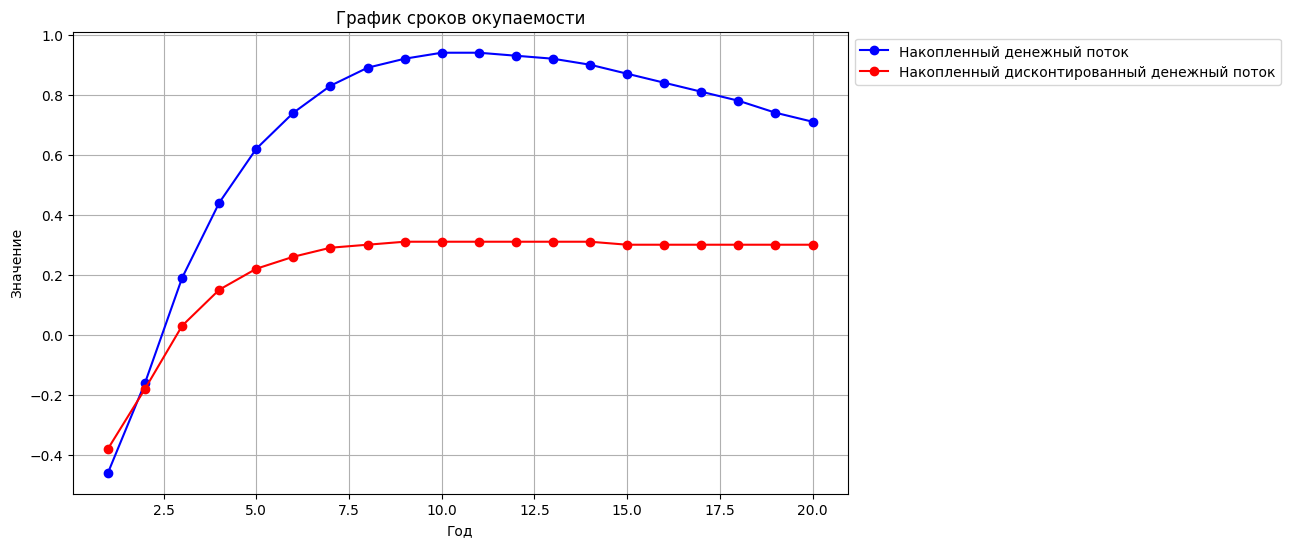 График сроков окупаемости
Накопленный денежный поток
Накопленный дисконтированный денежный поток
Значение
1.0
0.8
0.6
0.4
0.2
0.0
−0.2
−0.4
2.5 5.0 7.5 10.0 12.5 15.0 17.5 20.0
Год